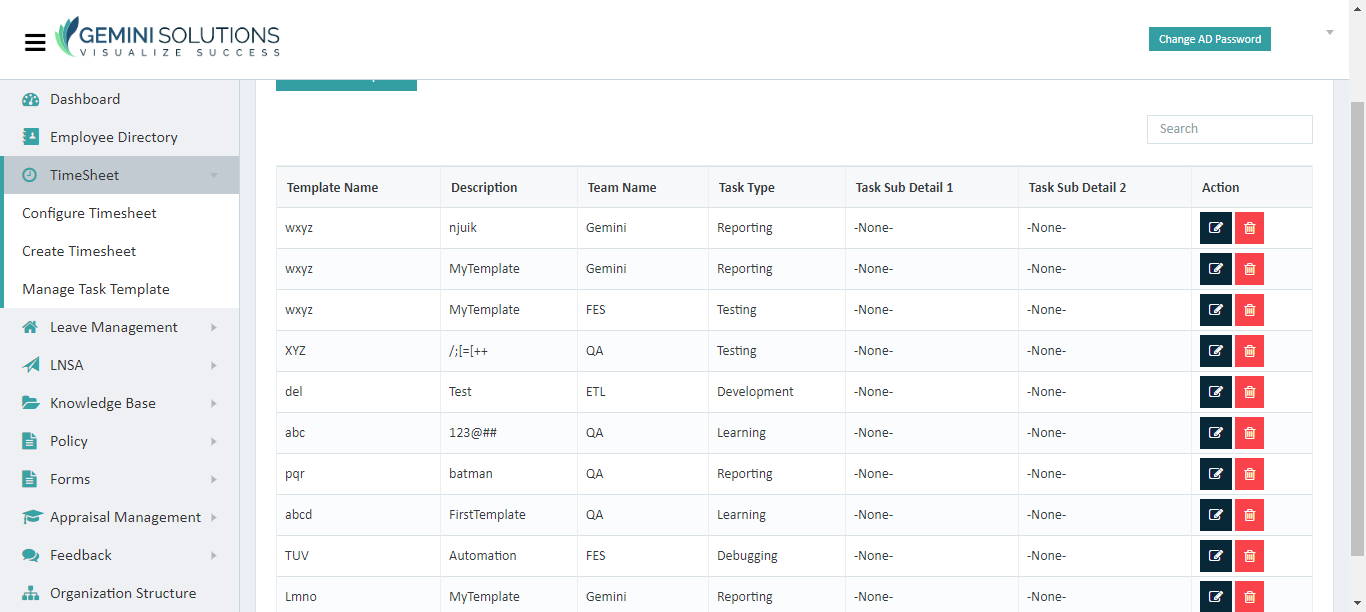 GEMINI SOLUTIONS
VISUALIZE SUCCESS
Change AD Password
Dashboard
Employee Directory
TimeSheet
Configure Timesheet
Create Timesheet
Manage Task Template
Leave Management
LNSA
Knowledge Base
Policy
Forms
Appraisal Management
Feedback
Organization Structure
Search
Template Name Description Team Name Task Type Task Sub Detail 1 Task Sub Detail 2 Action
wxyz njuik Gemini Reporting -None- -None-
wxyz MyTemplate Gemini Reporting -None- -None-
wxyz MyTemplate FES Testing -None- -None-
XYZ /;[=[++ QA Testing -None- -None-
del Test ETL Development -None- -None-
abc 123@## QA Learning -None- -None-
pqr batman QA Reporting -None- -None-
abcd FirstTemplate QA Learning -None- -None-
TUV Automation FES Debugging -None- -None-
Lmno MyTemplate Gemini Reporting -None- -None-